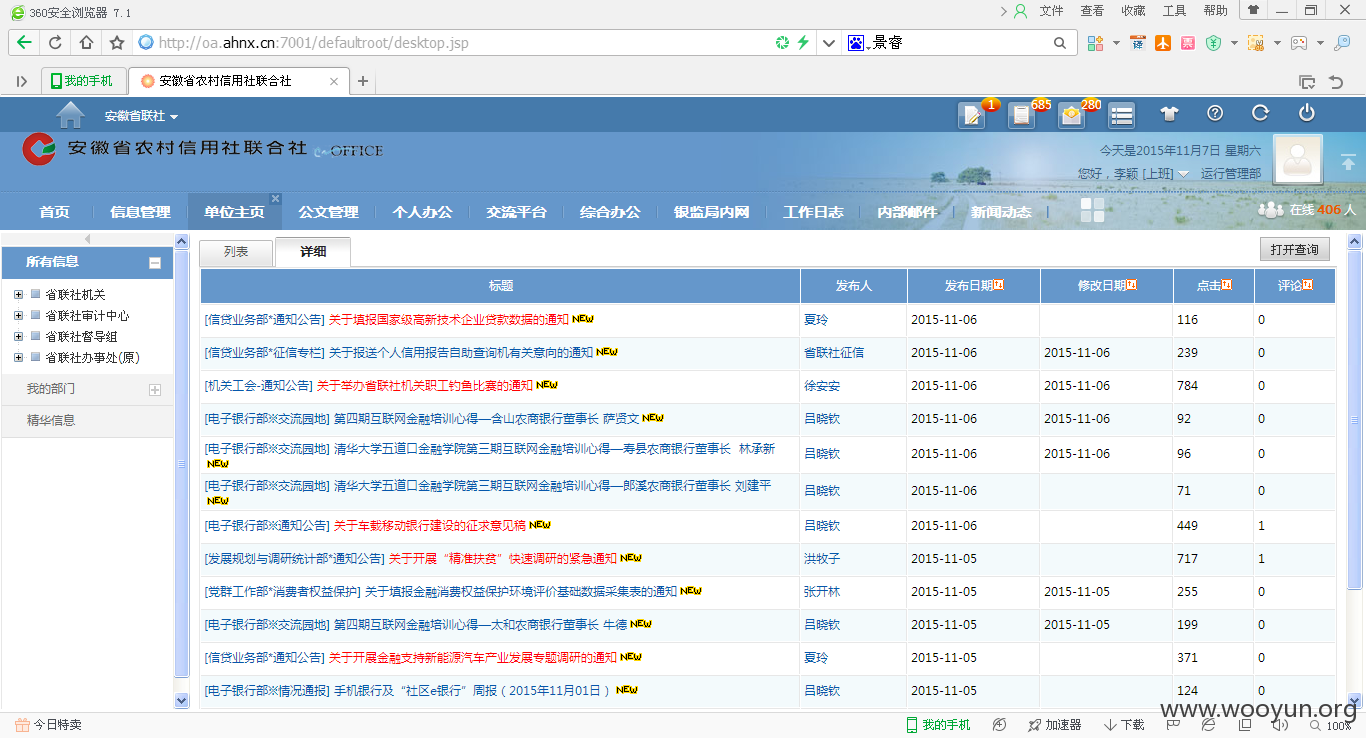 360安全浏览器 7.1
文件 查看 收藏 工具 帮助
http://oa.ahnx.cn:7001/defaultroot/desktop.jsp
景睿
我的手机
安徽省农村信用社联合社
安徽省联社
1
685
280
安徽省农村信用社联合社 e-OFFICE
今天是2015年11月7日 星期六
您好，李颖 [上班] 运行管理部
首页 信息管理 单位主页 公文管理 个人办公 交流平台 综合办公 银监局内网 工作日志 内部邮件 新闻动态
在线 406 人
所有信息
省联社机关
省联社审计中心
省联社督导组
省联社办事处(原)
我的部门
精华信息
列表 详细 打开查询
标题 发布人 发布日期 修改日期 点击 评论
[信贷业务部*通知公告] 关于填报国家级高新技术企业贷款数据的通知 NEW 夏玲 2015-11-06 116 0
[信贷业务部*征信专栏] 关于报送个人信用报告自助查询机有关意向的通知 NEW 省联社征信 2015-11-06 2015-11-06 239 0
[机关工会-通知公告] 关于举办省联社机关职工钓鱼比赛的通知 NEW 徐安安 2015-11-06 2015-11-06 784 0
[电子银行部※交流园地] 第四期互联网金融培训心得—含山农商银行董事长 萨贤文 NEW 吕晓钦 2015-11-06 2015-11-06 92 0
[电子银行部※交流园地] 清华大学五道口金融学院第三期互联网金融培训心得—寿县农商银行董事长 林承新 NEW 吕晓钦 2015-11-06 2015-11-06 96 0
[电子银行部※交流园地] 清华大学五道口金融学院第三期互联网金融培训心得—郎溪农商银行董事长 刘建平 NEW 吕晓钦 2015-11-06 71 0
[电子银行部※通知公告] 关于车载移动银行建设的征求意见稿 NEW 吕晓钦 2015-11-06 449 1
[发展规划与调研统计部*通知公告] 关于开展“精准扶贫”快速调研的紧急通知 NEW 洪牧子 2015-11-05 717 1
[党群工作部*消费者权益保护] 关于填报金融消费权益保护环境评价基础数据采集表的通知 NEW 张开林 2015-11-05 2015-11-05 255 0
[电子银行部※交流园地] 第四期互联网金融培训心得—太和农商银行董事长 牛德 NEW 吕晓钦 2015-11-05 2015-11-05 199 0
[信贷业务部*通知公告] 关于开展金融支持新能源汽车产业发展专题调研的通知 NEW 夏玲 2015-11-05 371 0
[电子银行部※情况通报] 手机银行及“社区e银行”周报（2015年11月01日） NEW 吕晓钦 2015-11-05 124 0
www.wooyun.org
今日特卖 我的手机 加速器 下载 100%